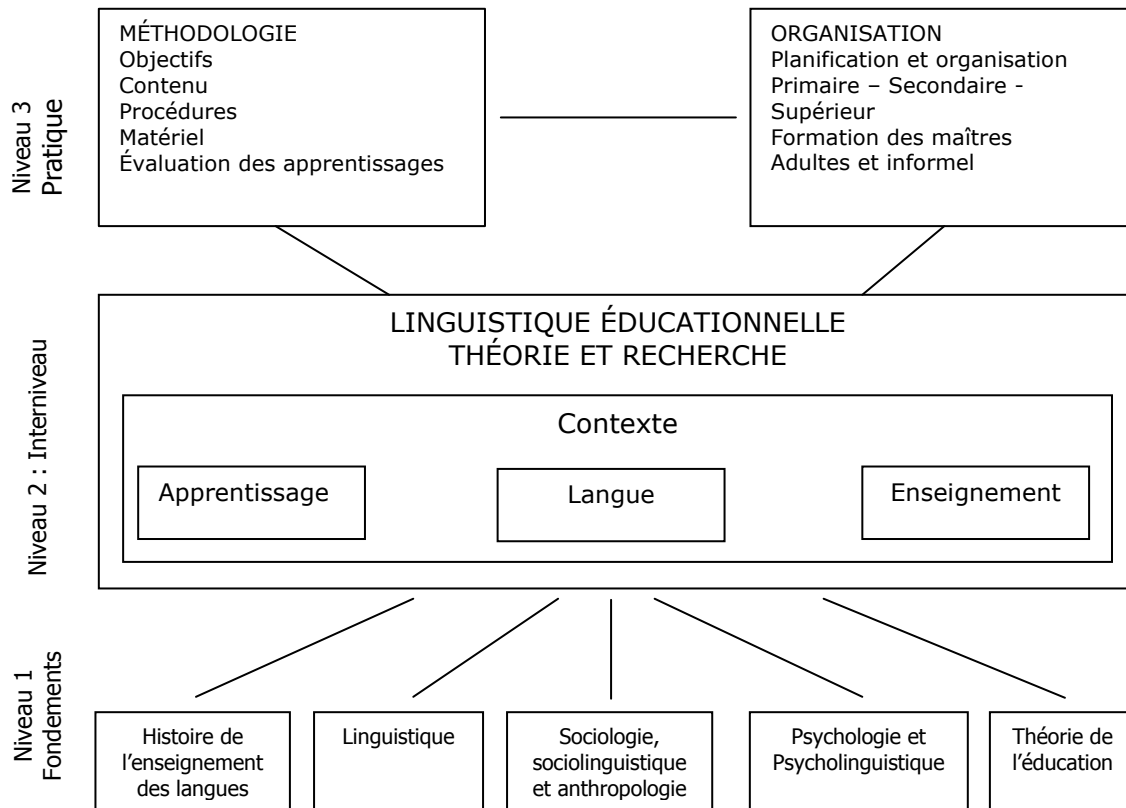 MÉTHODOLOGIE
Objectifs
Contenu
Procédures
Matériel
Évaluation des apprentissages
ORGANISATION
Planification et organisation
Primaire – Secondaire -
Supérieur
Formation des maîtres
Adultes et informel
Niveau 3
Pratique
LINGUISTIQUE ÉDUCATIONNELLE
THÉORIE ET RECHERCHE
Contexte
Apprentissage
Langue
Enseignement
Niveau 2 : Interniveau
Niveau 1
Fondements
Histoire de
l’enseignement
des langues
Linguistique
Sociologie,
sociolinguistique
et anthropologie
Psychologie et
Psycholinguistique
Théorie de
l’éducation